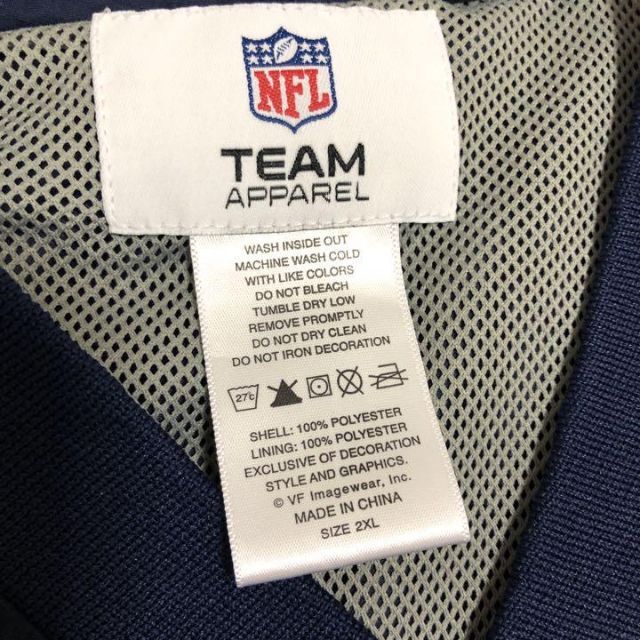 NFL
TEAM
APPAREL
WASH INSIDE OUT
MACHINE WASH COLD
WITH LIKE COLORS
DO NOT BLEACH
TUMBLE DRY LOW
REMOVE PROMPTLY
DO NOT DRY CLEAN
DO NOT IRON DECORATION
SHELL: 100% POLYESTER
LINING: 100% POLYESTER
EXCLUSIVE OF DECORATION
STYLE AND GRAPHICS.
© VF Imagewear, Inc.
MADE IN CHINA
SIZE 2XL